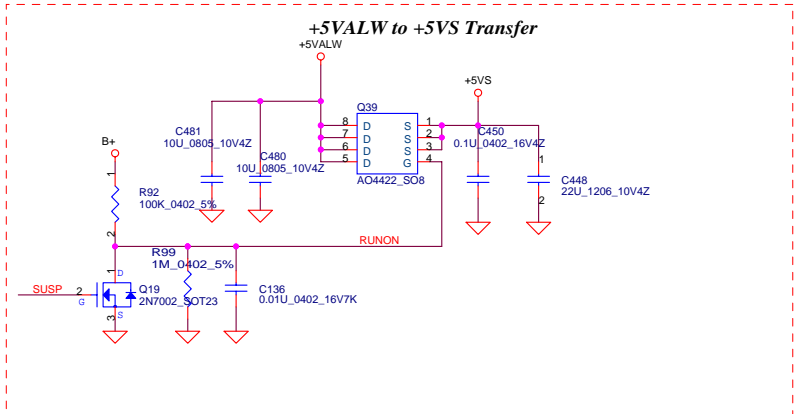 +5VALW to +5VS Transfer
+5VALW
+5VS
Q39
8 D S 1
7 D S 2
6 D S 3
5 D G 4
AO4422_SO8
C481
10U_0805_10V4Z
C480
10U_0805_10V4Z
C450
0.1U_0402_16V4Z
1
C448
22U_1206_10V4Z
2
B+
1
R92
100K_0402_5%
2
RUNON
R99
1M_0402_5%
1
D
SUSP
2
G
Q19
2N7002_SOT23
3
S
C136
0.01U_0402_16V7K